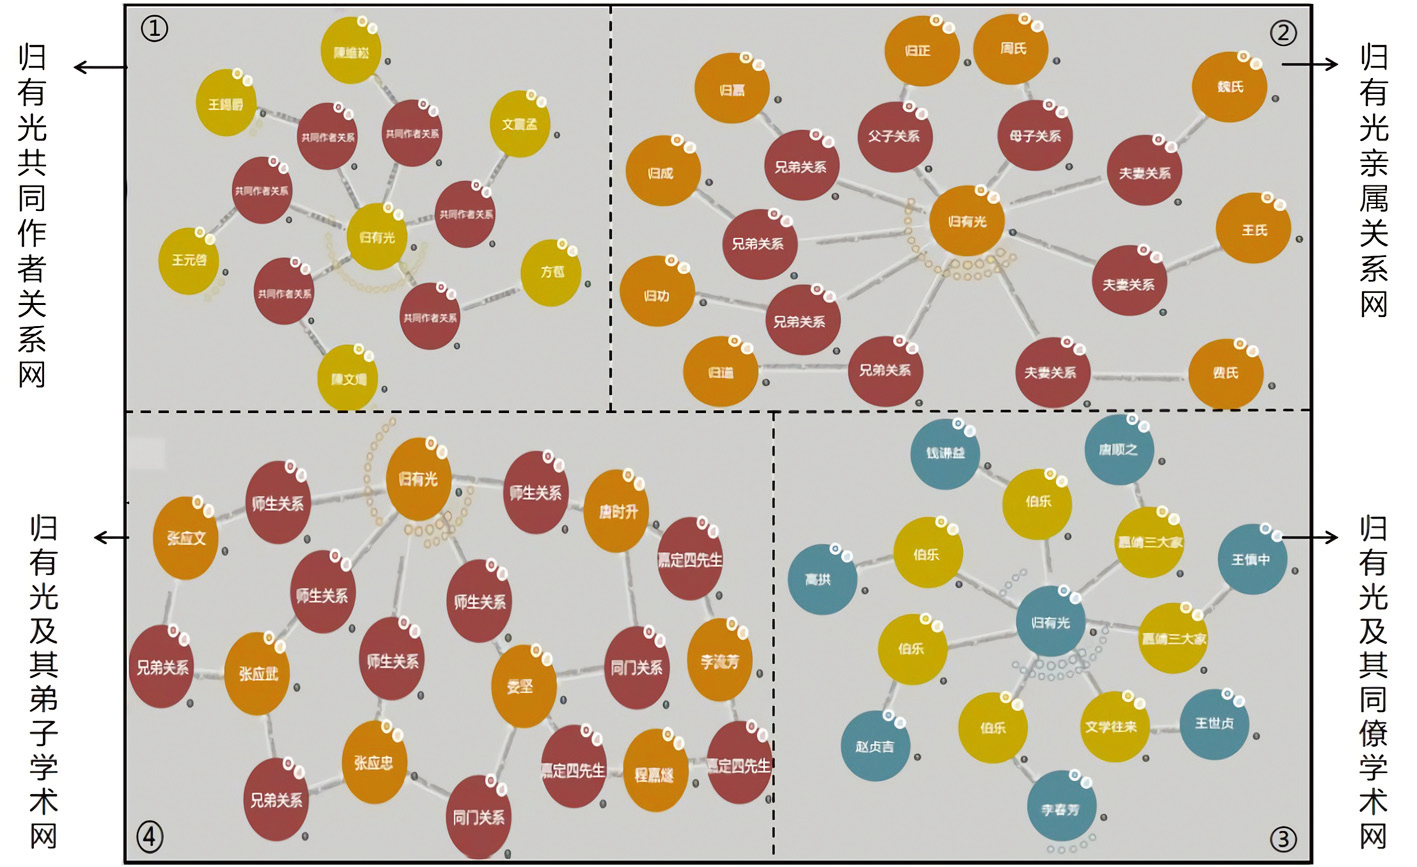 归有光共同作者关系网
①
陳維崧
王錫爵
共同作者关系
共同作者关系
文震孟
共同作者关系
共同作者关系
归有光
王元啓
方苞
共同作者关系
共同作者关系
陳文燭
归有光亲属关系网
②
归正
周氏
归嘉
魏氏
父子关系
母子关系
兄弟关系
夫妻关系
归成
归有光
王氏
兄弟关系
夫妻关系
归功
兄弟关系
归道
兄弟关系
夫妻关系
费氏
归有光及其弟子学术网
④
归有光
师生关系
师生关系
唐时升
张应文
嘉定四先生
师生关系
师生关系
师生关系
兄弟关系
张应武
娄坚
同门关系
李流芳
张应忠
嘉定四先生
程嘉燧
嘉定四先生
兄弟关系
同门关系
归有光及其同僚学术网
③
钱谦益
唐顺之
伯乐
嘉靖三大家
伯乐
王慎中
高拱
归有光
嘉靖三大家
伯乐
伯乐
文学往来
王世贞
赵贞吉
李春芳